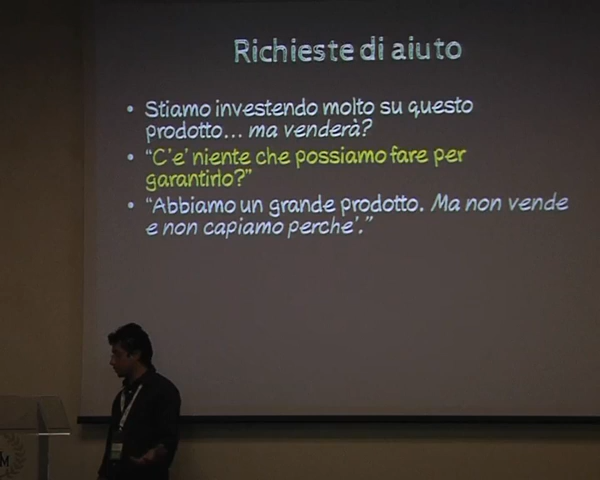 Richieste di aiuto
• Stiamo investendo molto su questo
prodotto... ma venderà?
• "C'e' niente che possiamo fare per
garantirlo?"
• "Abbiamo un grande prodotto. Ma non vende
e non capiamo perche'."
M